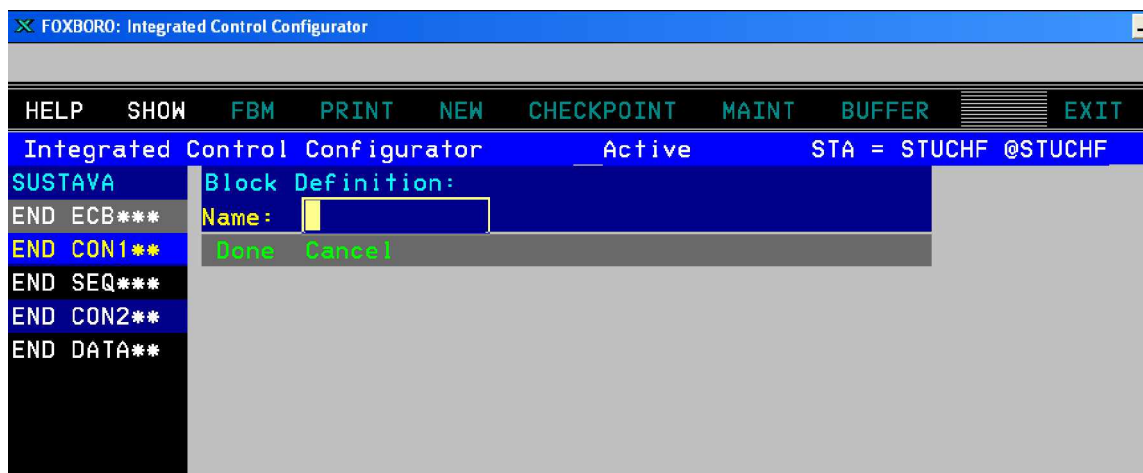 FOXBORO: Integrated Control Configurator
HELP SHOW FBM PRINT NEW CHECKPOINT MAINT BUFFER EXIT
Integrated Control Configurator __Active STA = STUCHF @STUCHF
SUSTAVA Block Definition:
END ECB*** Name:
END CON1** Done Cancel
END SEQ***
END CON2**
END DATA**